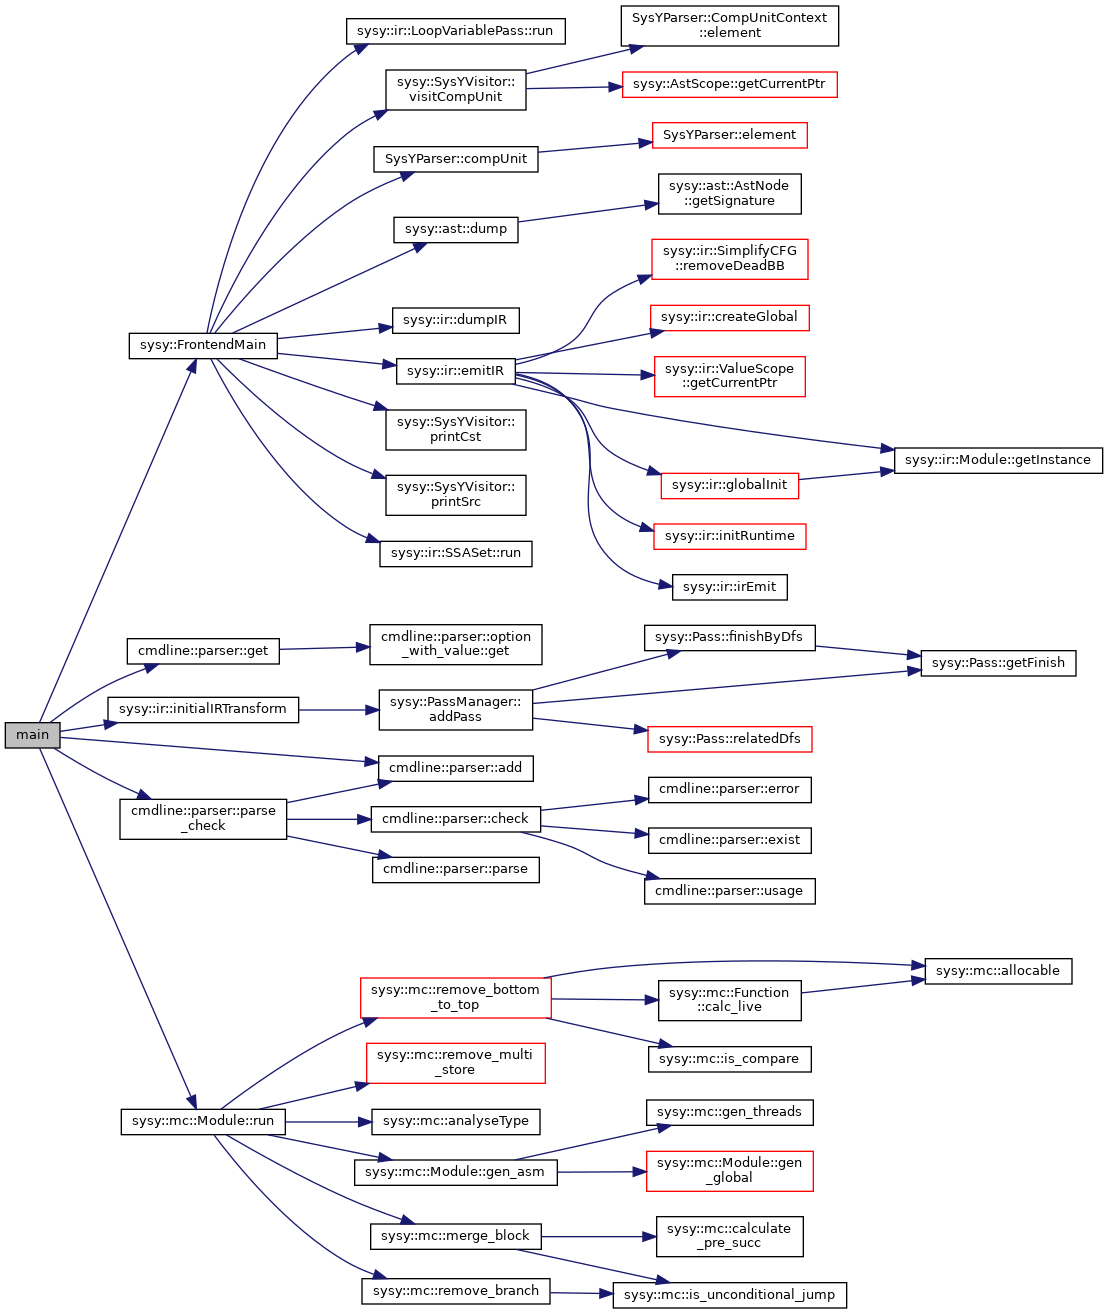 sysy::ir::LoopVariablePass::run
SysYParser::CompUnitContext
::element
sysy::SysYVisitor::
visitCompUnit
sysy::AstScope::getCurrentPtr
SysYParser::element
SysYParser::compUnit
sysy::ast::AstNode
::getSignature
sysy::ast::dump
sysy::ir::SimplifyCFG
::removeDeadBB
sysy::ir::dumpIR
sysy::ir::createGlobal
sysy::FrontendMain
sysy::ir::emitIR
sysy::ir::ValueScope
::getCurrentPtr
sysy::SysYVisitor::
printCst
sysy::ir::Module::getInstance
sysy::SysYVisitor::
printSrc
sysy::ir::globalInit
sysy::ir::initRuntime
sysy::ir::SSASet::run
sysy::ir::irEmit
cmdline::parser::get
cmdline::parser::option
_with_value::get
sysy::Pass::finishByDfs
sysy::Pass::getFinish
sysy::ir::initialIRTransform
sysy::PassManager::
addPass
main
sysy::Pass::relatedDfs
cmdline::parser::add
cmdline::parser::error
cmdline::parser::parse
_check
cmdline::parser::check
cmdline::parser::exist
cmdline::parser::parse
cmdline::parser::usage
sysy::mc::allocable
sysy::mc::remove_bottom
_to_top
sysy::mc::Function
::calc_live
sysy::mc::is_compare
sysy::mc::remove_multi
_store
sysy::mc::gen_threads
sysy::mc::Module::run
sysy::mc::analyseType
sysy::mc::Module::gen_asm
sysy::mc::Module::gen
_global
sysy::mc::merge_block
sysy::mc::calculate
_pre_succ
sysy::mc::remove_branch
sysy::mc::is_unconditional_jump